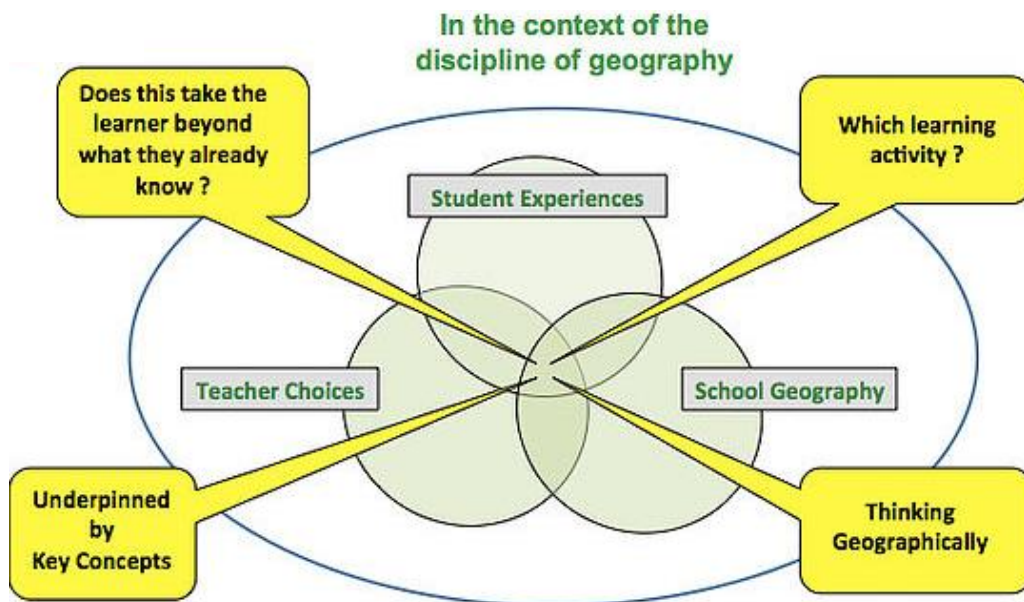 In the context of the
discipline of geography
Does this take the
learner beyond
what they already
know ?
Which learning
activity ?
Student Experiences
Teacher Choices
School Geography
Underpinned
by
Key Concepts
Thinking
Geographically